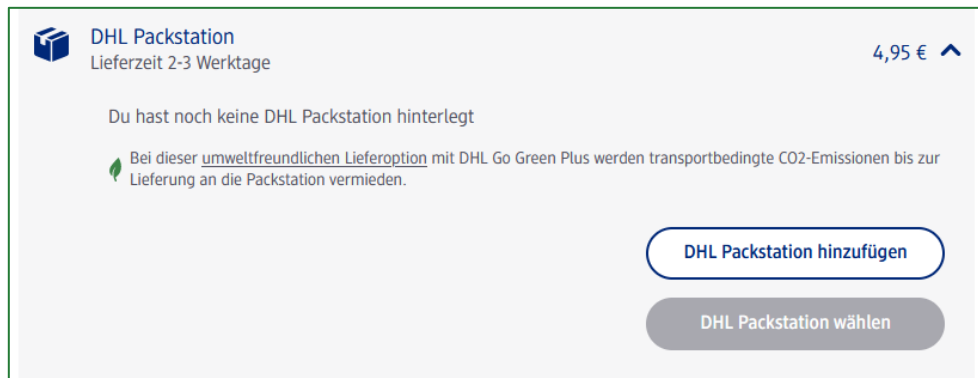 DHL Packstation
Lieferzeit 2-3 Werktage
4,95 €
Du hast noch keine DHL Packstation hinterlegt
Bei dieser umweltfreundlichen Lieferoption mit DHL Go Green Plus werden transportbedingte CO2-Emissionen bis zur
Lieferung an die Packstation vermieden.
DHL Packstation hinzufügen
DHL Packstation wählen